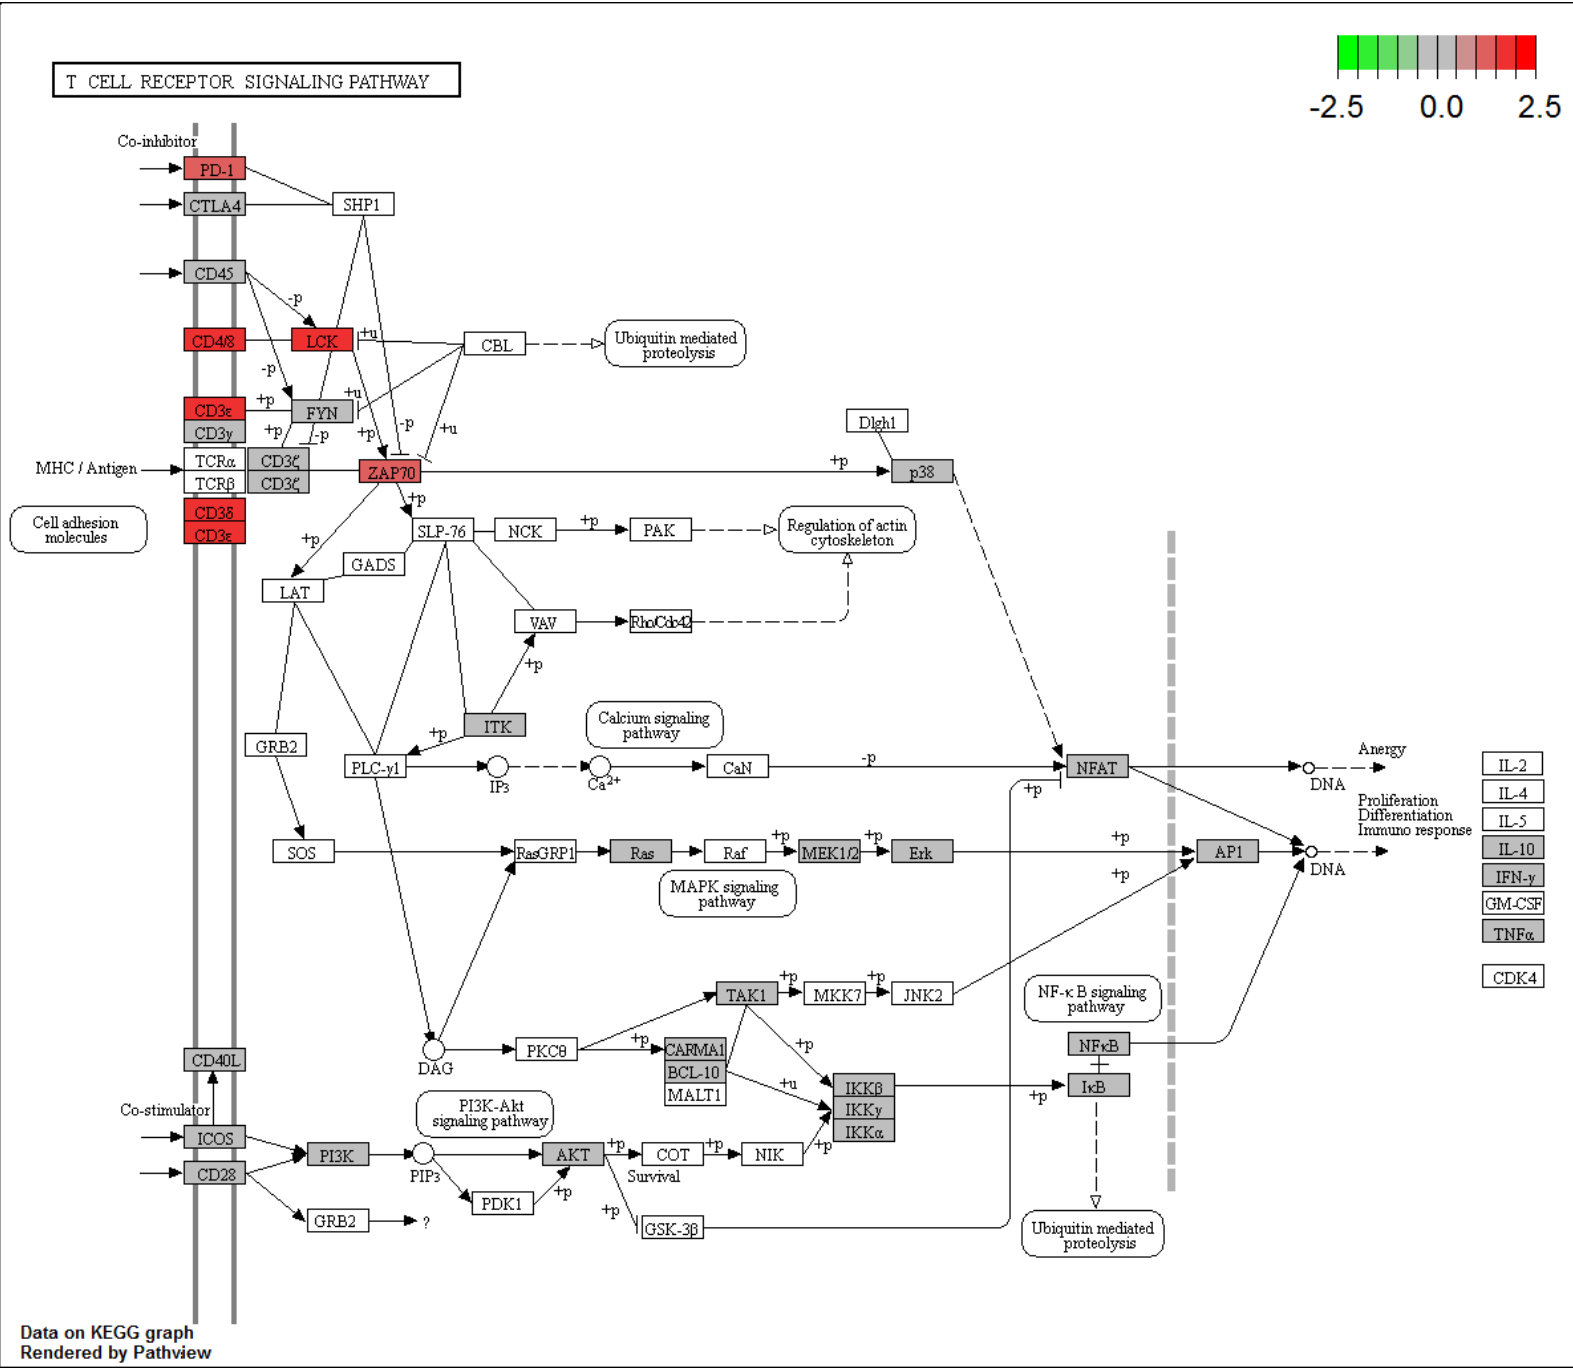 -2.5 0.0 2.5
T CELL RECEPTOR SIGNALING PATHWAY
Co-inhibitor
PD-1
CTLA4
SHP1
CD45
-p
CD4/8
LCK
+u
CBL
Ubiquitin mediated
proteolysis
-p
CD3ε
+p
FYN
+u
CD3γ
+p
-p
+p
-p
+u
Dlgh1
MHC / Antigen
TCRα
CD3ζ
TCRβ
CD3ζ
ZAP70
+p
p38
CD3δ
CD3ε
Cell adhesion
molecules
+p
+p
SLP-76
NCK
+p
PAK
Regulation of actin
cytoskeleton
GADS
LAT
VAV
Rho/Cdc42
+p
ITK
+p
GRB2
PLC-γ1
IP3
Ca2+
Calcium signaling
pathway
CaN
-p
NFAT
+p
DNA
Anergy
Proliferation
Differentiation
Immuno response
IL-2
IL-4
IL-5
IL-10
IFN-γ
GM-CSF
TNFα
CDK4
SOS
RasGRP1
Ras
Raf
+p
MEK1/2
+p
Erk
+p
AP1
DNA
MAPK signaling
pathway
+p
TAK1
+p
MKK7
+p
JNK2
NF-κB signaling
pathway
DAG
PKCθ
+p
CARMA1
BCL-10
MALT1
+p
+u
IKKβ
IKKγ
IKKα
+p
NFκB
IκB
CD40L
Co-stimulator
ICOS
CD28
PI3K
PIP3
PI3K-Akt
signaling pathway
AKT
+p
COT
+p
NIK
+p
Survival
PDK1
+p
+p
GSK-3β
GRB2
?
Ubiquitin mediated
proteolysis
Data on KEGG graph
Rendered by Pathview